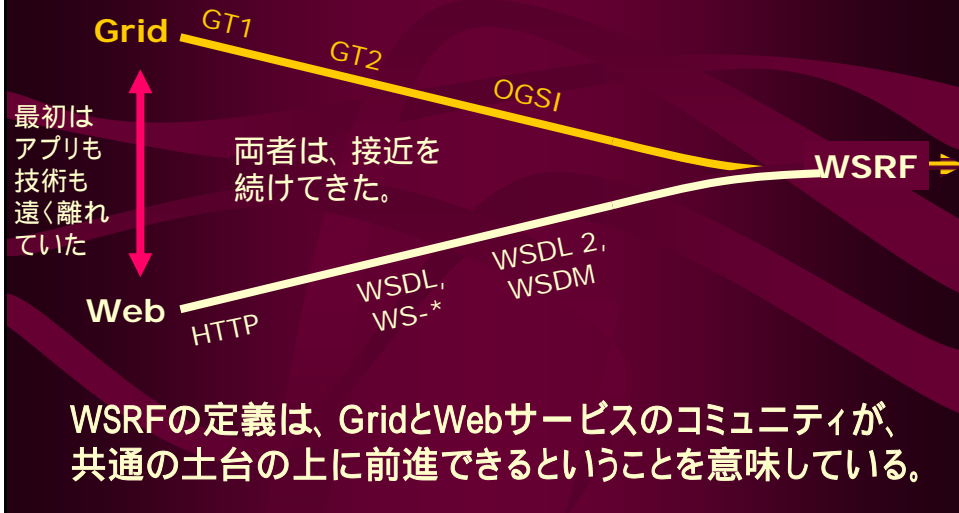 Grid
GT1
GT2
OGSI
最初は
アプリも
技術も
遠く離れ
ていた
両者は、接近を
続けてきた。
WSRF
Web
HTTP
WSDL,
WS-*
WSDL 2,
WSDM
WSRFの定義は、GridとWebサービスのコミュニティが、
共通の土台の上に前進できるということを意味している。